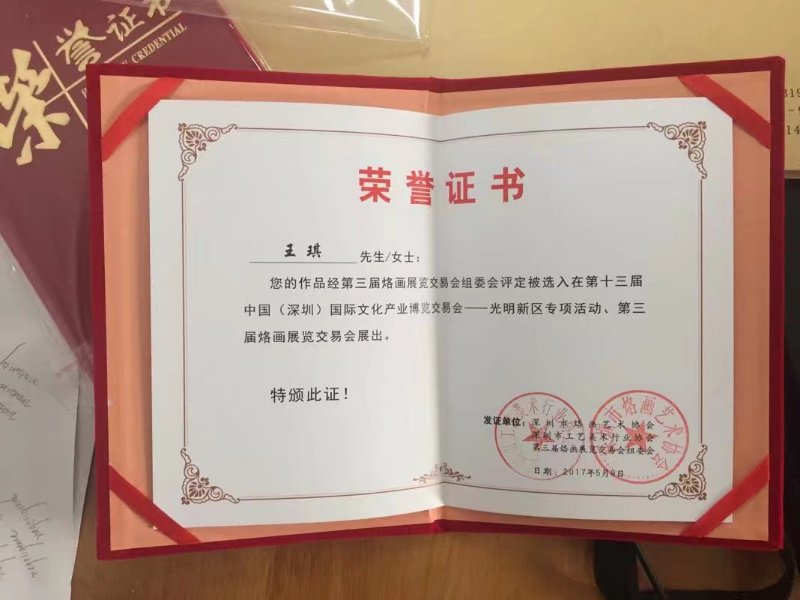 荣誉证书
CREDENTIAL
荣誉证书
王琪 先生/女士：
您的作品经第三届烙画展览交易会组委会评定被选入在第十三届
中国（深圳）国际文化产业博览交易会——光明新区专项活动、第三
届烙画展览交易会展出。
特颁此证！
发证单位：深圳市烙画艺术协会
深圳市工艺美术行业协会
第三届烙画展览交易会组委会
日期：2017年5月9日